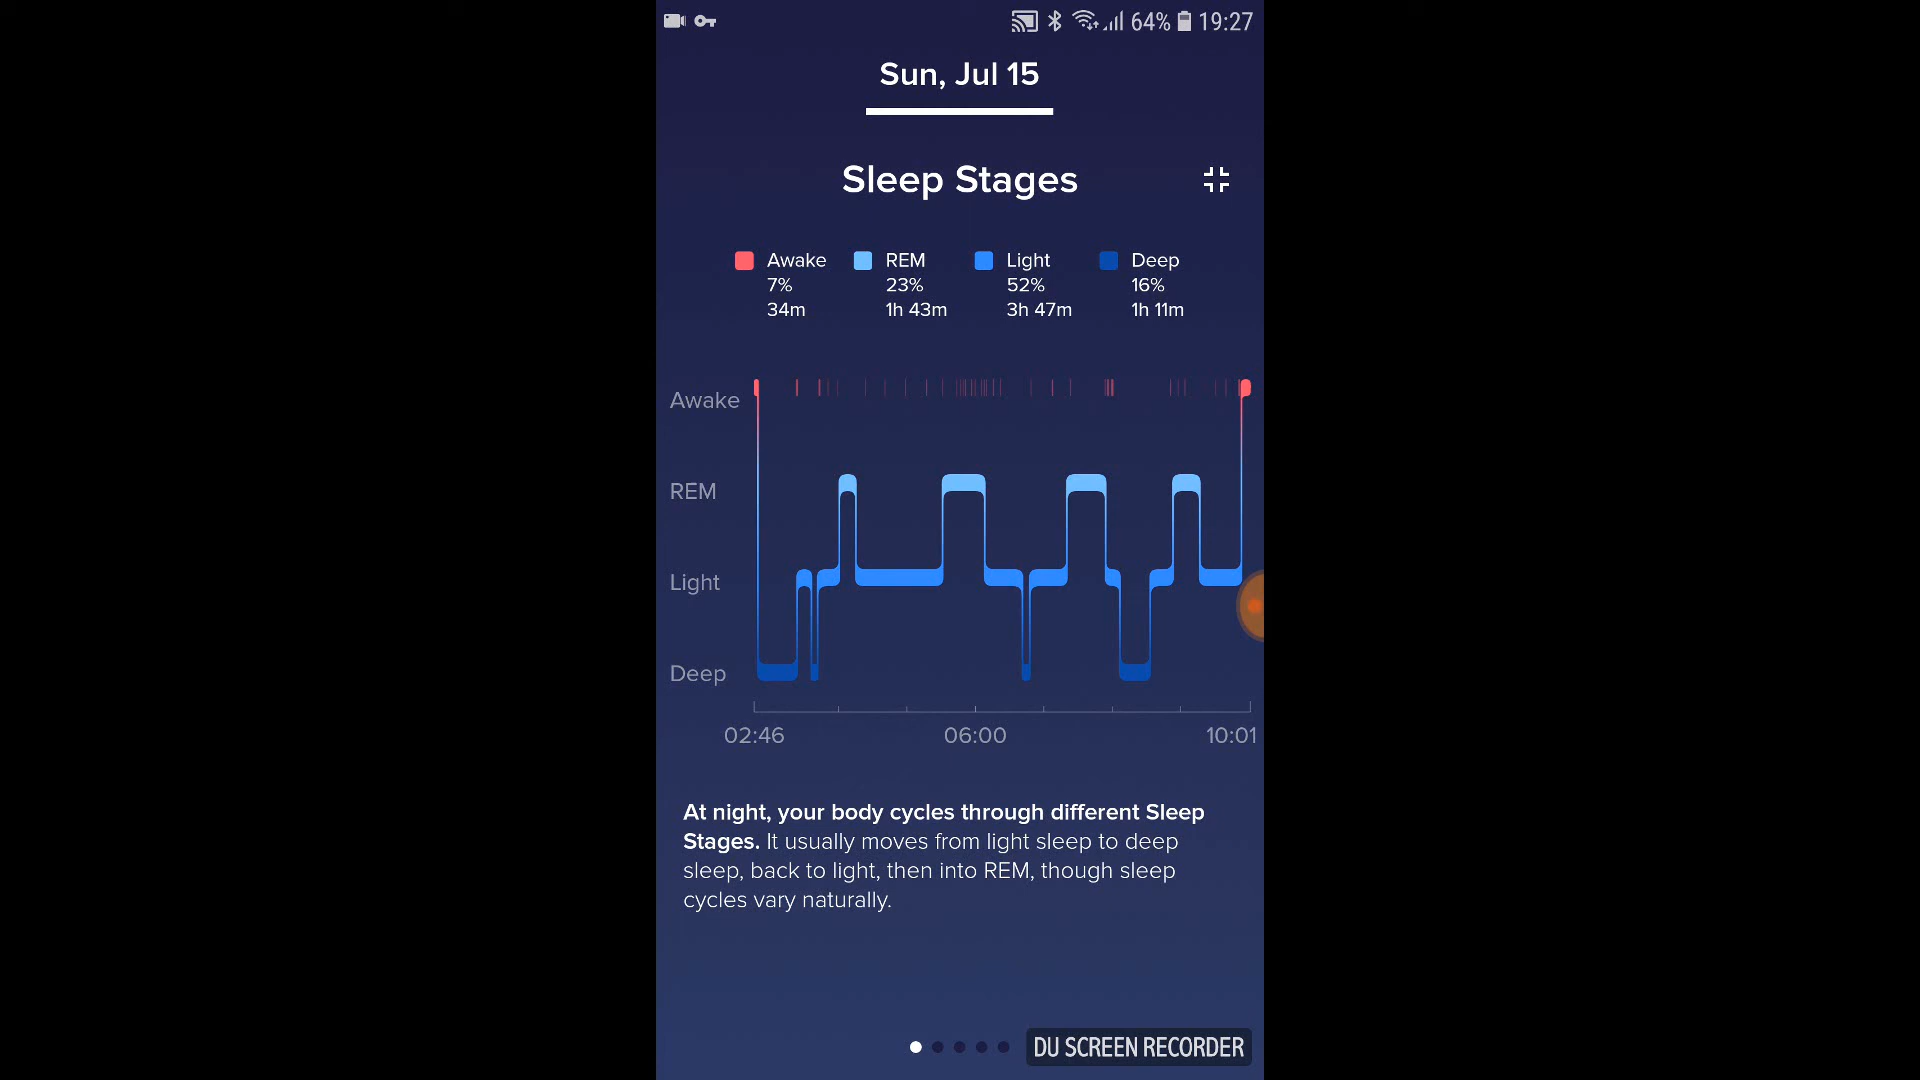 64% 19:27
Sun, Jul 15
Sleep Stages
Awake REM Light Deep
7% 23% 52% 16%
34m 1h 43m 3h 47m 1h 11m
Awake
REM
Light
Deep
02:46 06:00 10:01
At night, your body cycles through different Sleep
Stages. It usually moves from light sleep to deep
sleep, back to light, then into REM, though sleep
cycles vary naturally.
DU SCREEN RECORDER